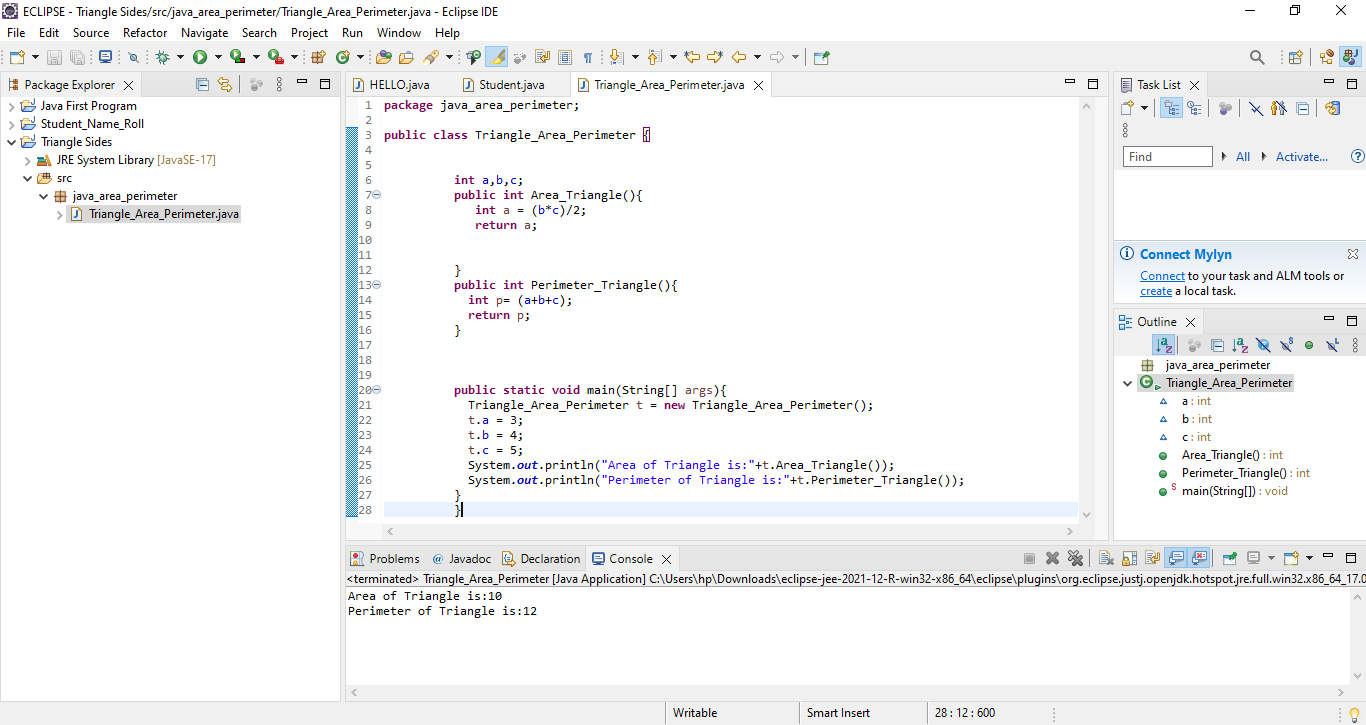 ECLIPSE - Triangle Sides/src/java_area_perimeter/Triangle_Area_Perimeter.java - Eclipse IDE
File Edit Source Refactor Navigate Search Project Run Window Help
Package Explorer
Java First Program
Student_Name_Roll
Triangle Sides
JRE System Library [JavaSE-17]
src
java_area_perimeter
Triangle_Area_Perimeter.java
HELLO.java Student.java Triangle_Area_Perimeter.java
1 package java_area_perimeter;
2
3 public class Triangle_Area_Perimeter {
4
5
6 int a,b,c;
7 public int Area_Triangle(){
8 int a = (b*c)/2;
9 return a;
10
11
12 }
13 public int Perimeter_Triangle(){
14 int p= (a+b+c);
15 return p;
16 }
17
18
19
20 public static void main(String[] args){
21 Triangle_Area_Perimeter t = new Triangle_Area_Perimeter();
22 t.a = 3;
23 t.b = 4;
24 t.c = 5;
25 System.out.println("Area of Triangle is:"+t.Area_Triangle());
26 System.out.println("Perimeter of Triangle is:"+t.Perimeter_Triangle());
27 }
28 }
Task List
Find All Activate...
Connect Mylyn
Connect to your task and ALM tools or
create a local task.
Outline
java_area_perimeter
Triangle_Area_Perimeter
a : int
b : int
c : int
Area_Triangle() : int
Perimeter_Triangle() : int
S main(String[]) : void
Problems @ Javadoc Declaration Console
<terminated> Triangle_Area_Perimeter [Java Application] C:\Users\hp\Downloads\eclipse-jee-2021-12-R-win32-x86_64\eclipse\plugins\org.eclipse.justj.openjdk.hotspot.jre.full.win32.x86_64_17.0
Area of Triangle is:10
Perimeter of Triangle is:12
Writable Smart Insert 28 : 12 : 600